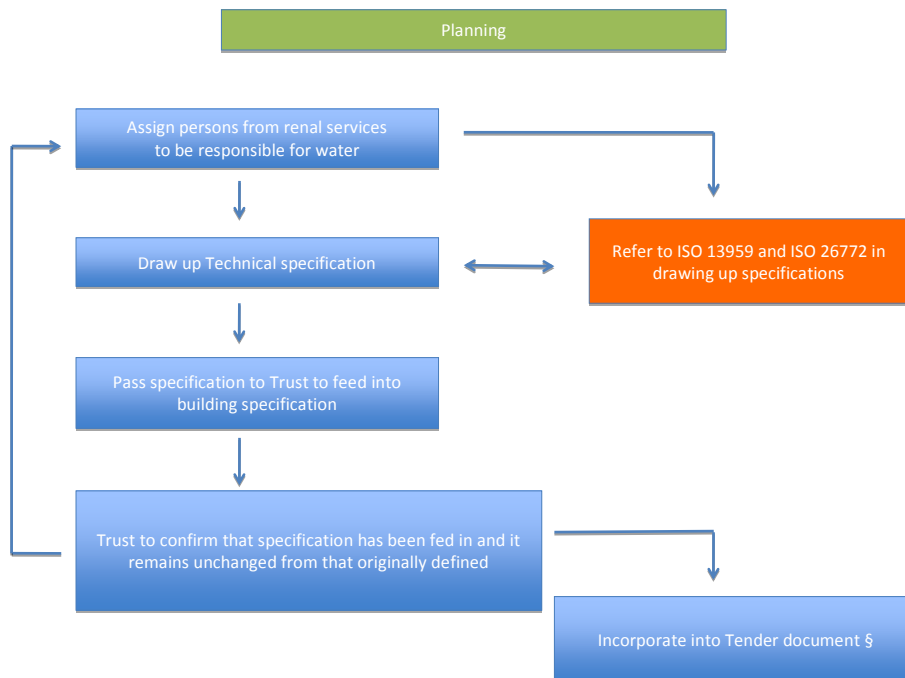 Planning
Assign persons from renal services
to be responsible for water
Draw up Technical specification
Refer to ISO 13959 and ISO 26772 in
drawing up specifications
Pass specification to Trust to feed into
building specification
Trust to confirm that specification has been fed in and it
remains unchanged from that originally defined
Incorporate into Tender document §